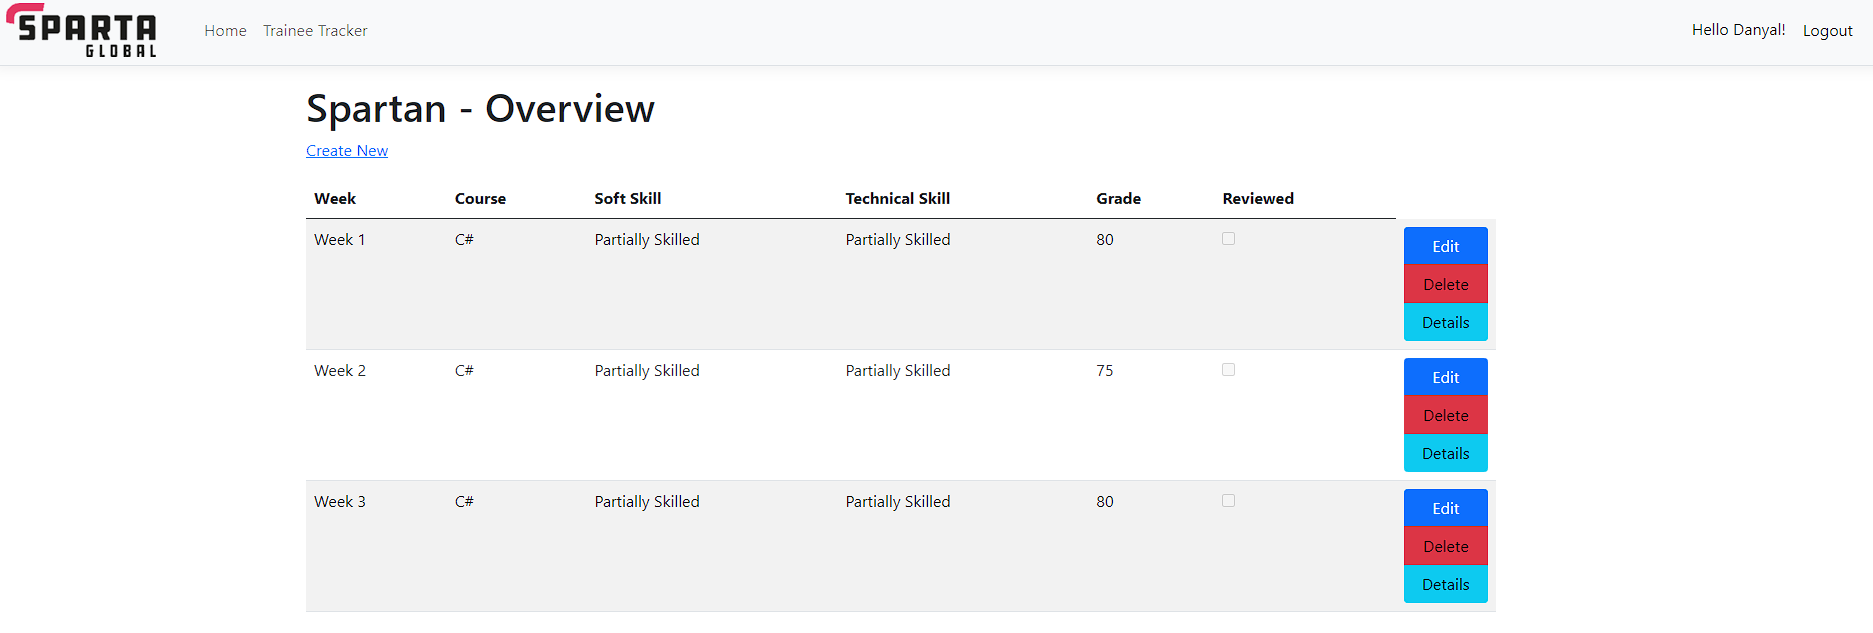 SPARTA
GLOBAL
Home Trainee Tracker
Hello Danyal! Logout
Spartan - Overview
Create New
Week Course Soft Skill Technical Skill Grade Reviewed
Week 1 C# Partially Skilled Partially Skilled 80
Edit
Delete
Details
Week 2 C# Partially Skilled Partially Skilled 75
Edit
Delete
Details
Week 3 C# Partially Skilled Partially Skilled 80
Edit
Delete
Details